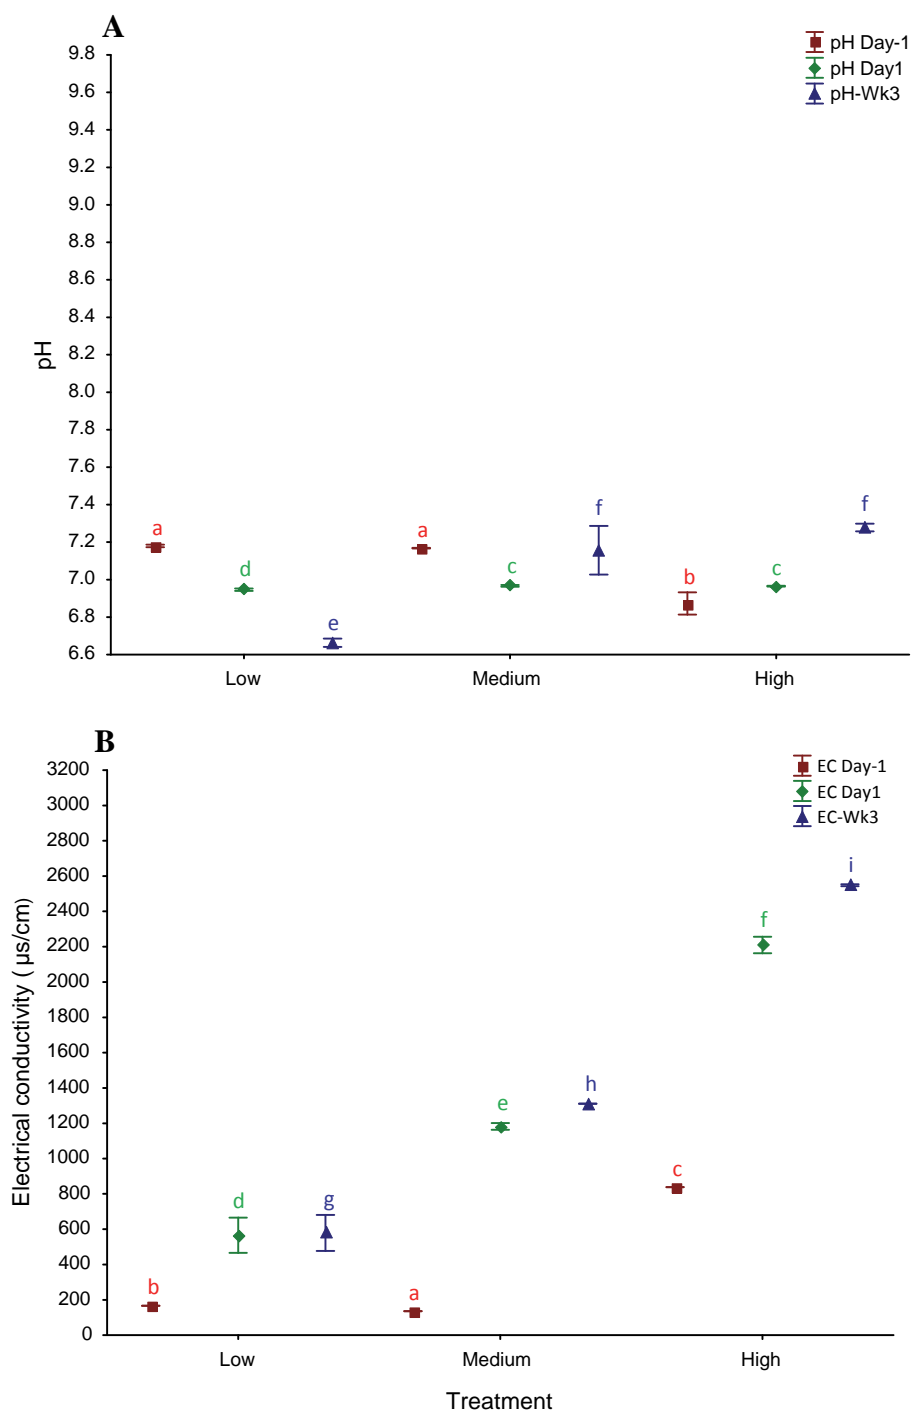 A
pH Day-1
pH Day1
pH-Wk3
9.8
9.6
9.4
9.2
9.0
8.8
8.6
8.4
8.2
8.0
7.8
7.6
7.4
7.2
7.0
6.8
6.6
pH
a
d
e
a
c
f
b
c
f
Low Medium High
B
EC Day-1
EC Day1
EC-Wk3
3200
3000
2800
2600
2400
2200
2000
1800
1600
1400
1200
1000
800
600
400
200
0
Electrical conductivity ( µs/cm)
b
d
g
a
e
h
c
f
i
Low Medium High
Treatment